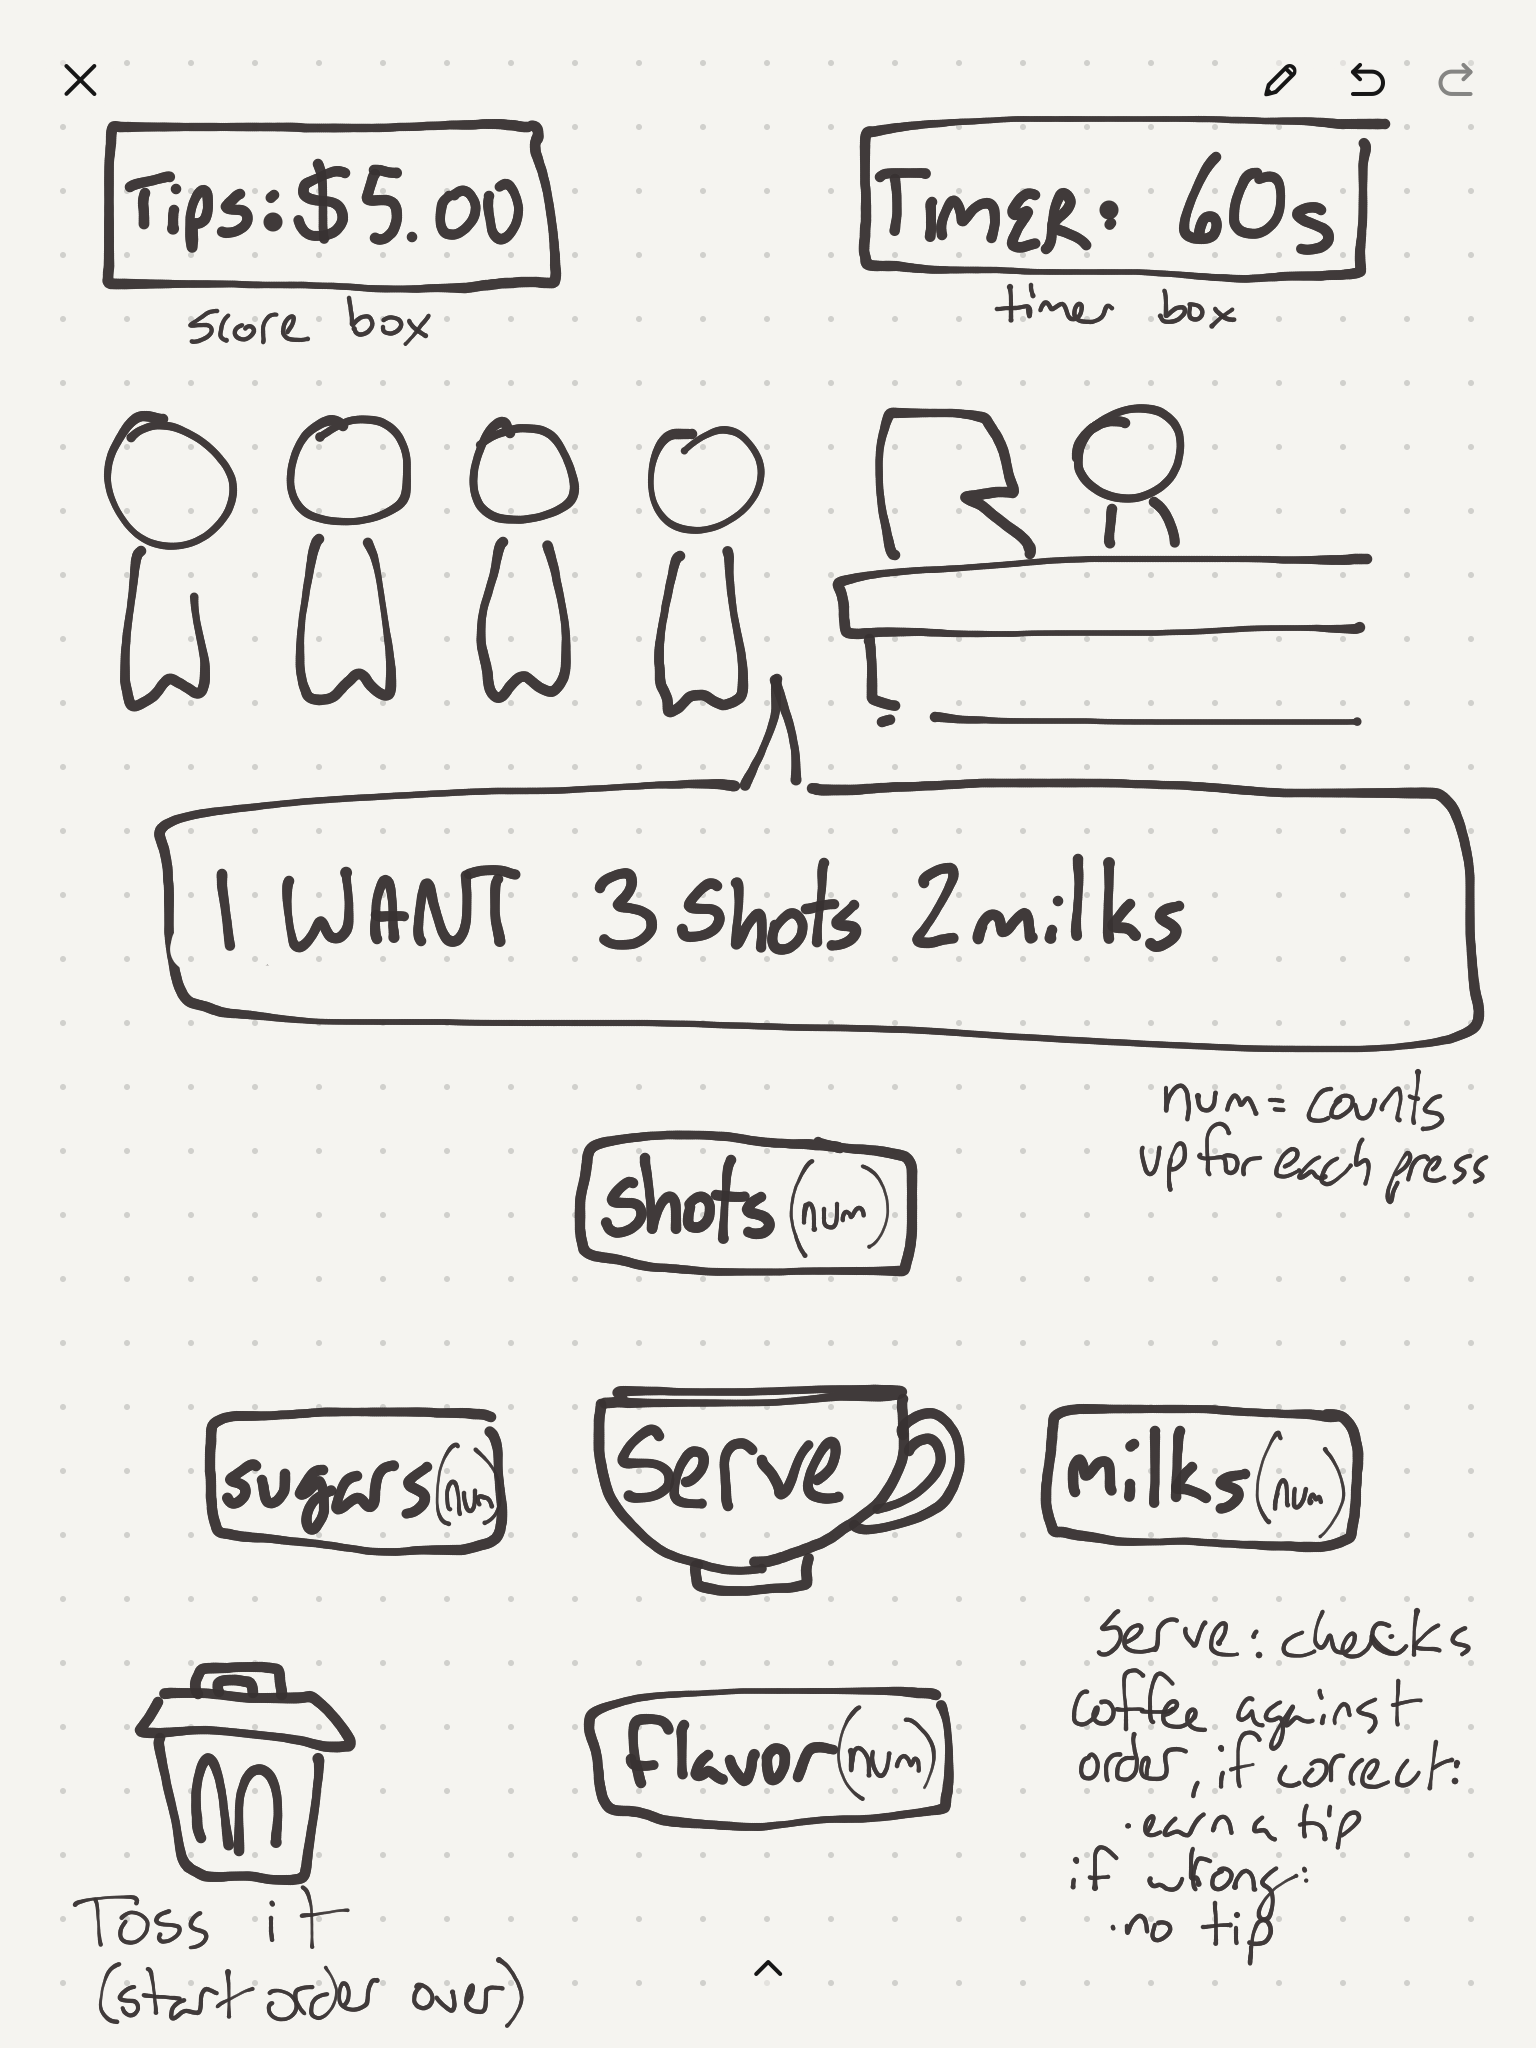 Tips: $5.00
TIMER: 60s
score box
timer box
I WANT 3 shots 2 milks
num = counts
up for each press
shots (num)
sugars (num)
Serve
milks (num)
Serve: checks
coffee against
order, if correct:
· earn a tip
if wrong:
· no tip
flavor (num)
Toss it
(start order over)